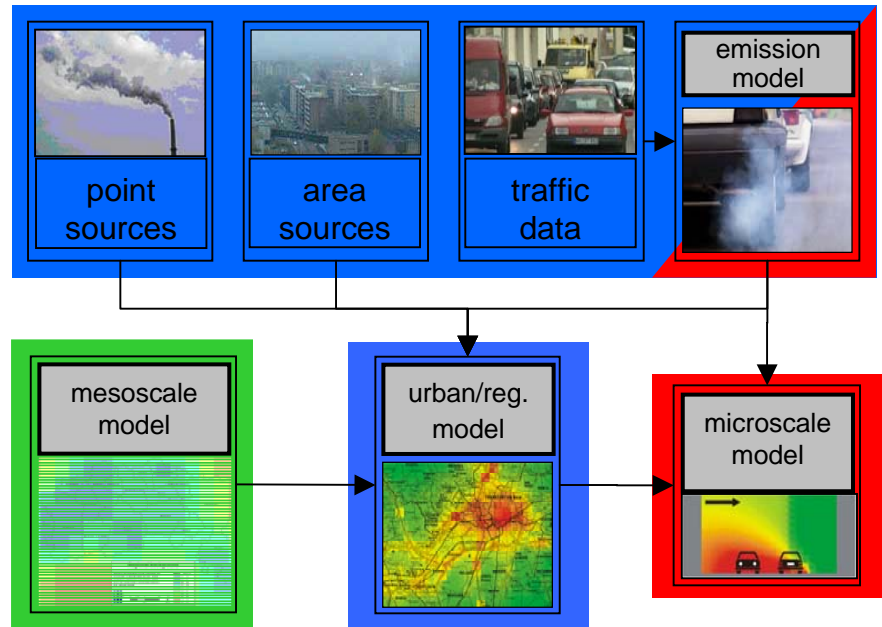 point
sources
area
sources
traffic
data
emission
model
mesoscale
model
urban/reg.
model
microscale
model